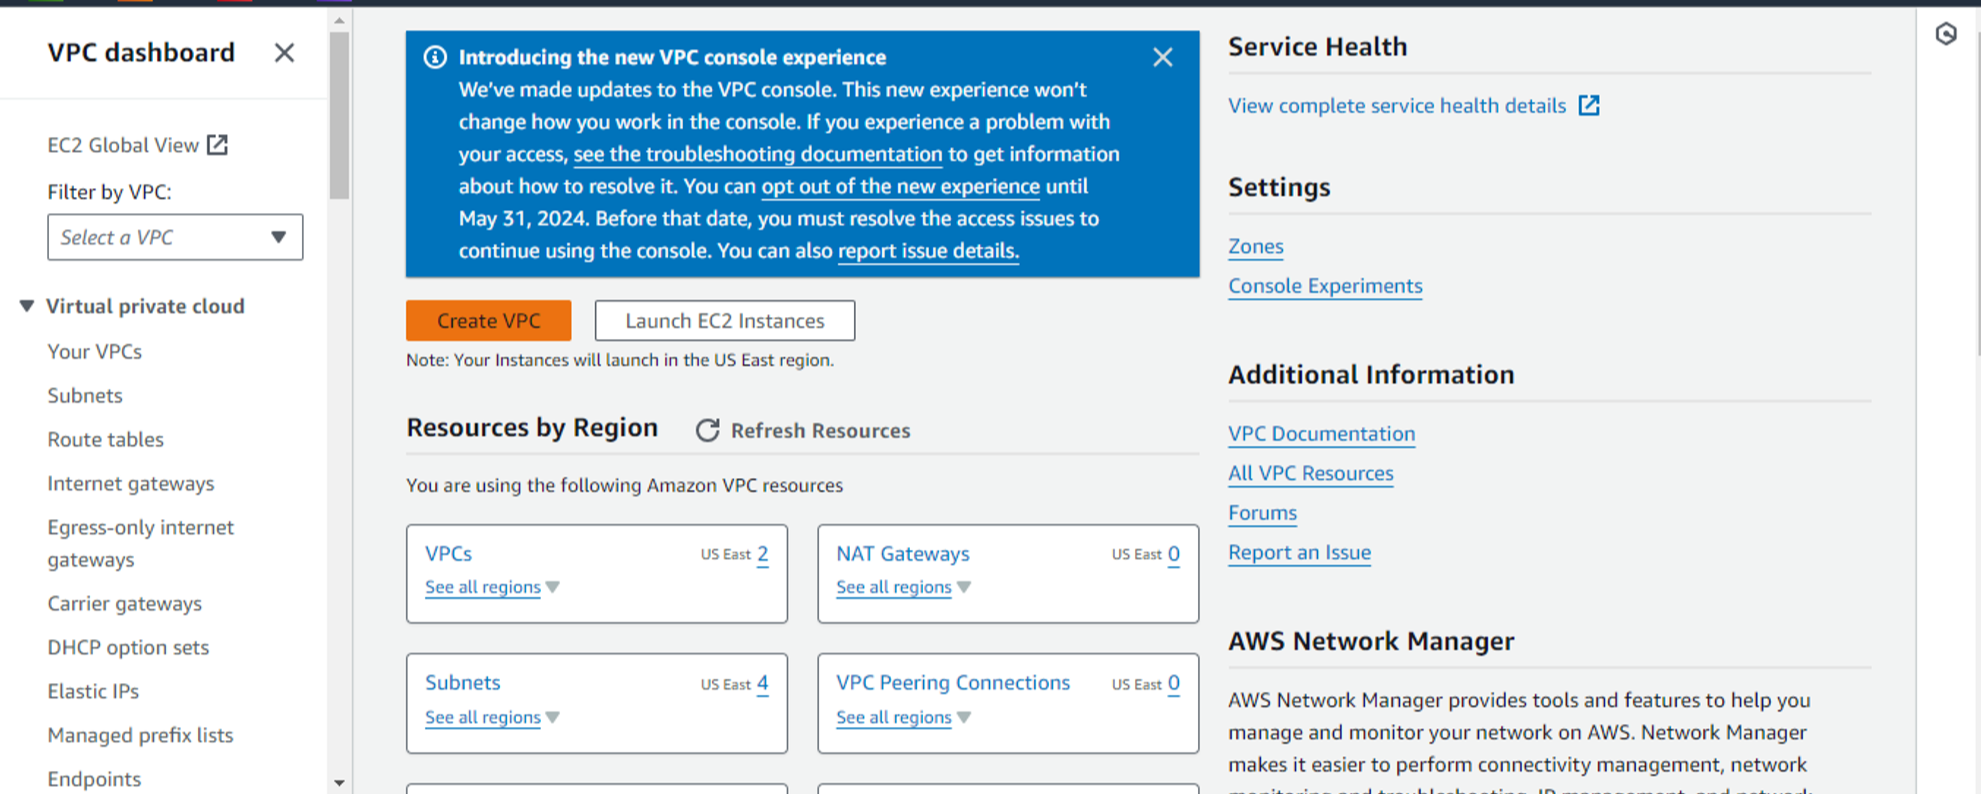 VPC dashboard
EC2 Global View
Filter by VPC:
Select a VPC
Virtual private cloud
Your VPCs
Subnets
Route tables
Internet gateways
Egress-only internet
gateways
Carrier gateways
DHCP option sets
Elastic IPs
Managed prefix lists
Endpoints
Introducing the new VPC console experience
We've made updates to the VPC console. This new experience won't
change how you work in the console. If you experience a problem with
your access, see the troubleshooting documentation to get information
about how to resolve it. You can opt out of the new experience until
May 31, 2024. Before that date, you must resolve the access issues to
continue using the console. You can also report issue details.
Create VPC
Launch EC2 Instances
Note: Your Instances will launch in the US East region.
Resources by Region
Refresh Resources
You are using the following Amazon VPC resources
VPCs
US East 2
See all regions
NAT Gateways
US East 0
See all regions
Subnets
US East 4
See all regions
VPC Peering Connections
US East 0
See all regions
Service Health
View complete service health details
Settings
Zones
Console Experiments
Additional Information
VPC Documentation
All VPC Resources
Forums
Report an Issue
AWS Network Manager
AWS Network Manager provides tools and features to help you
manage and monitor your network on AWS. Network Manager
makes it easier to perform connectivity management, network
monitoring and troubleshooting, IP management, and network